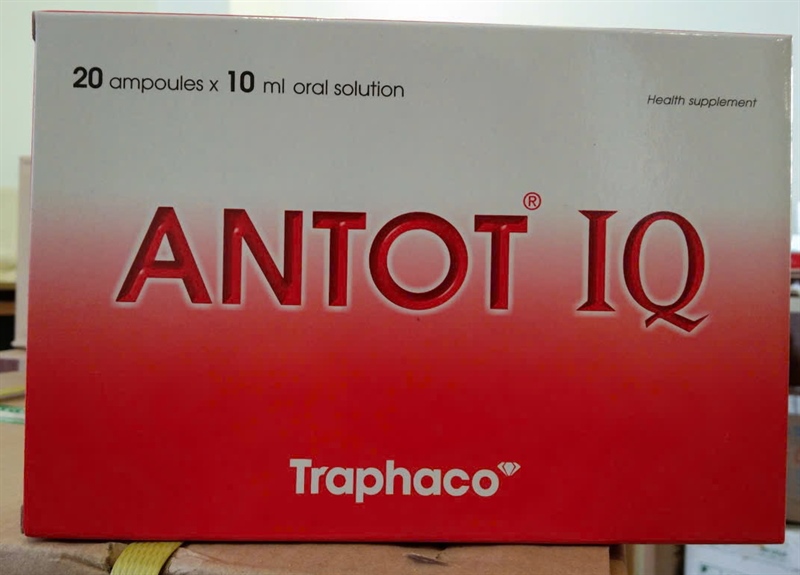 20 ampoules x 10 ml oral solution
Health supplement
ANTOT® IQ
Traphaco